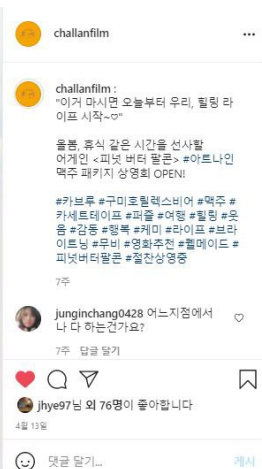 challanfilm
challanfilm :
"이거 마시면 오늘부터 우리, 힐링 라
이프 시작~♡"
올봄, 휴식 같은 시간을 선사할
어게인 <피넛 버터 팔콘> #아트나인
맥주 패키지 상영회 OPEN!
#카브루 #구미호릴렉스비어 #맥주 #
카세트테이프 #퍼즐 #여행 #힐링 #웃
음 #감동 #행복 #케미 #라이프 #브라
이트닝 #무비 #영화추천 #웰메이드 #
피넛버터팔콘 #절찬상영중
7주
junginchang0428 어느지점에서
나 다 하는건가요?
7주 답글 달기
jhye97님 외 76명이 좋아합니다
4월 13일
댓글 달기...
게시